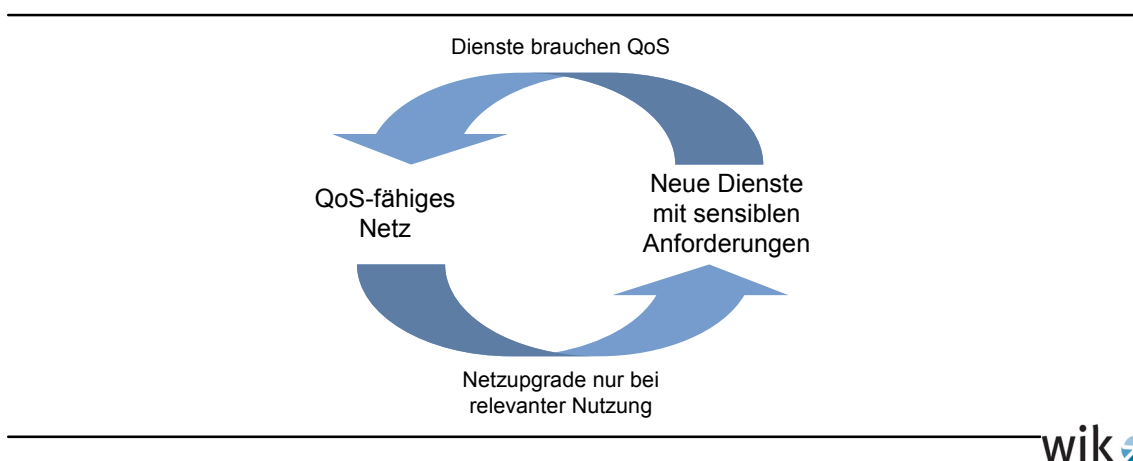 Dienste brauchen QoS
QoS-fähiges
Netz
Neue Dienste
mit sensiblen
Anforderungen
Netzupgrade nur bei
relevanter Nutzung
wik